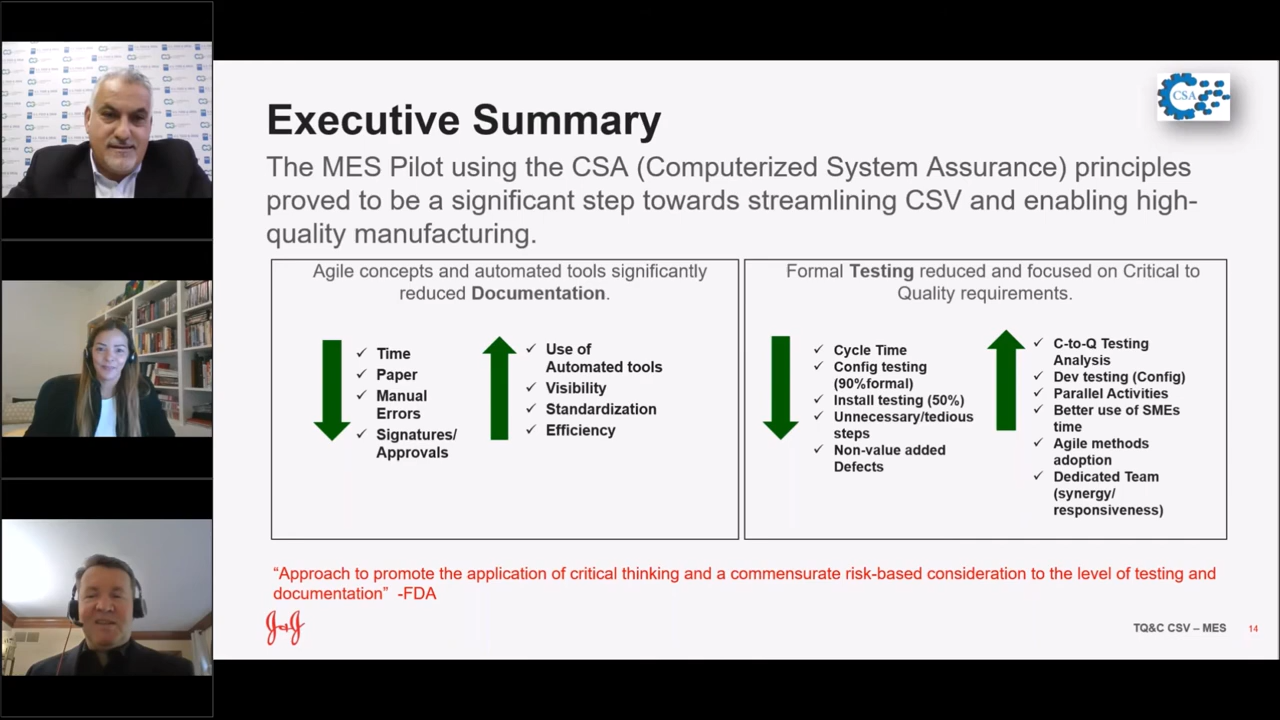 CSA
Executive Summary
The MES Pilot using the CSA (Computerized System Assurance) principles
proved to be a significant step towards streamlining CSV and enabling high-
quality manufacturing.
Agile concepts and automated tools significantly
reduced Documentation.
✓ Time
✓ Paper
✓ Manual
Errors
✓ Signatures/
Approvals
✓ Use of
Automated tools
✓ Visibility
✓ Standardization
✓ Efficiency
Formal Testing reduced and focused on Critical to
Quality requirements.
✓ Cycle Time
✓ Config testing
(90%formal)
✓ Install testing (50%)
✓ Unnecessary/tedious
steps
✓ Non-value added
Defects
✓ C-to-Q Testing
Analysis
✓ Dev testing (Config)
✓ Parallel Activities
✓ Better use of SMEs
time
✓ Agile methods
adoption
✓ Dedicated Team
(synergy/
responsiveness)
“Approach to promote the application of critical thinking and a commensurate risk-based consideration to the level of testing and
documentation” -FDA
J&J
TQ&C CSV – MES 14